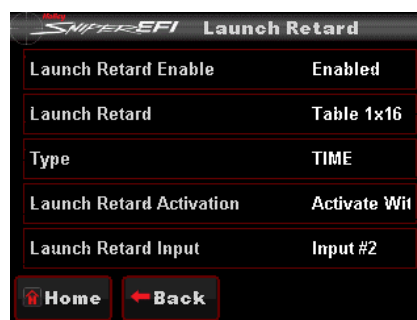 Holley SNIPER EFI Launch Retard
Launch Retard Enable Enabled
Launch Retard Table 1x16
Type TIME
Launch Retard Activation Activate Wit
Launch Retard Input Input #2
Home Back